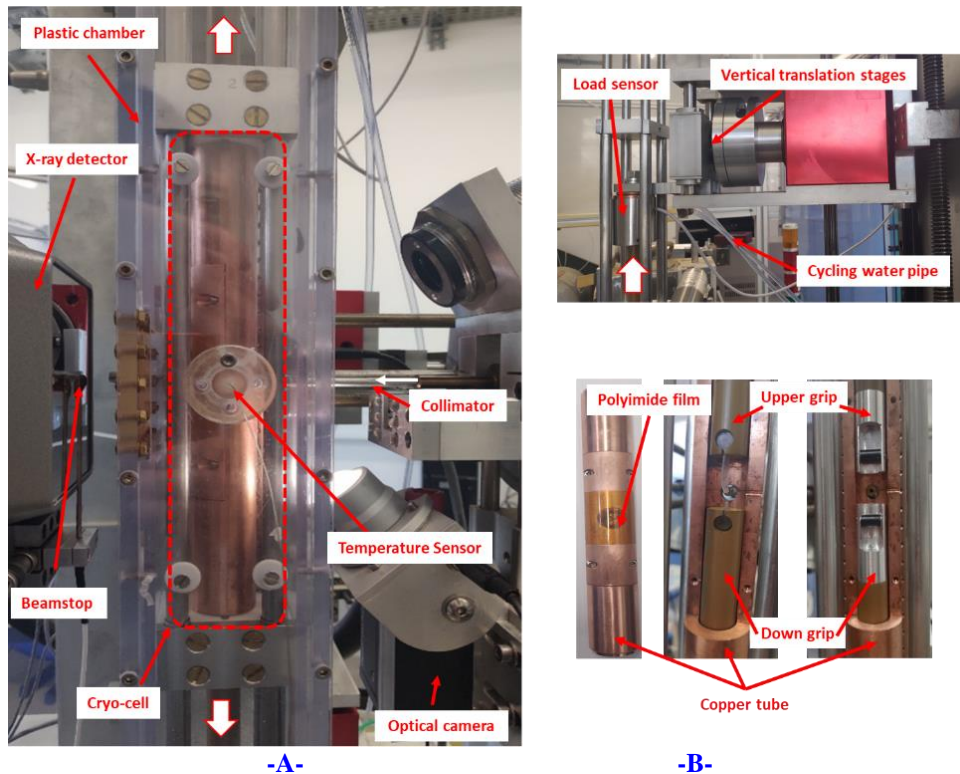 Plastic chamber
X-ray detector
2
Collimator
Temperature Sensor
Beamstop
Cryo-cell
Optical camera
-A-
Vertical translation stages
Load sensor
Cycling water pipe
Polyimide film
Upper grip
Down grip
Copper tube
-B-